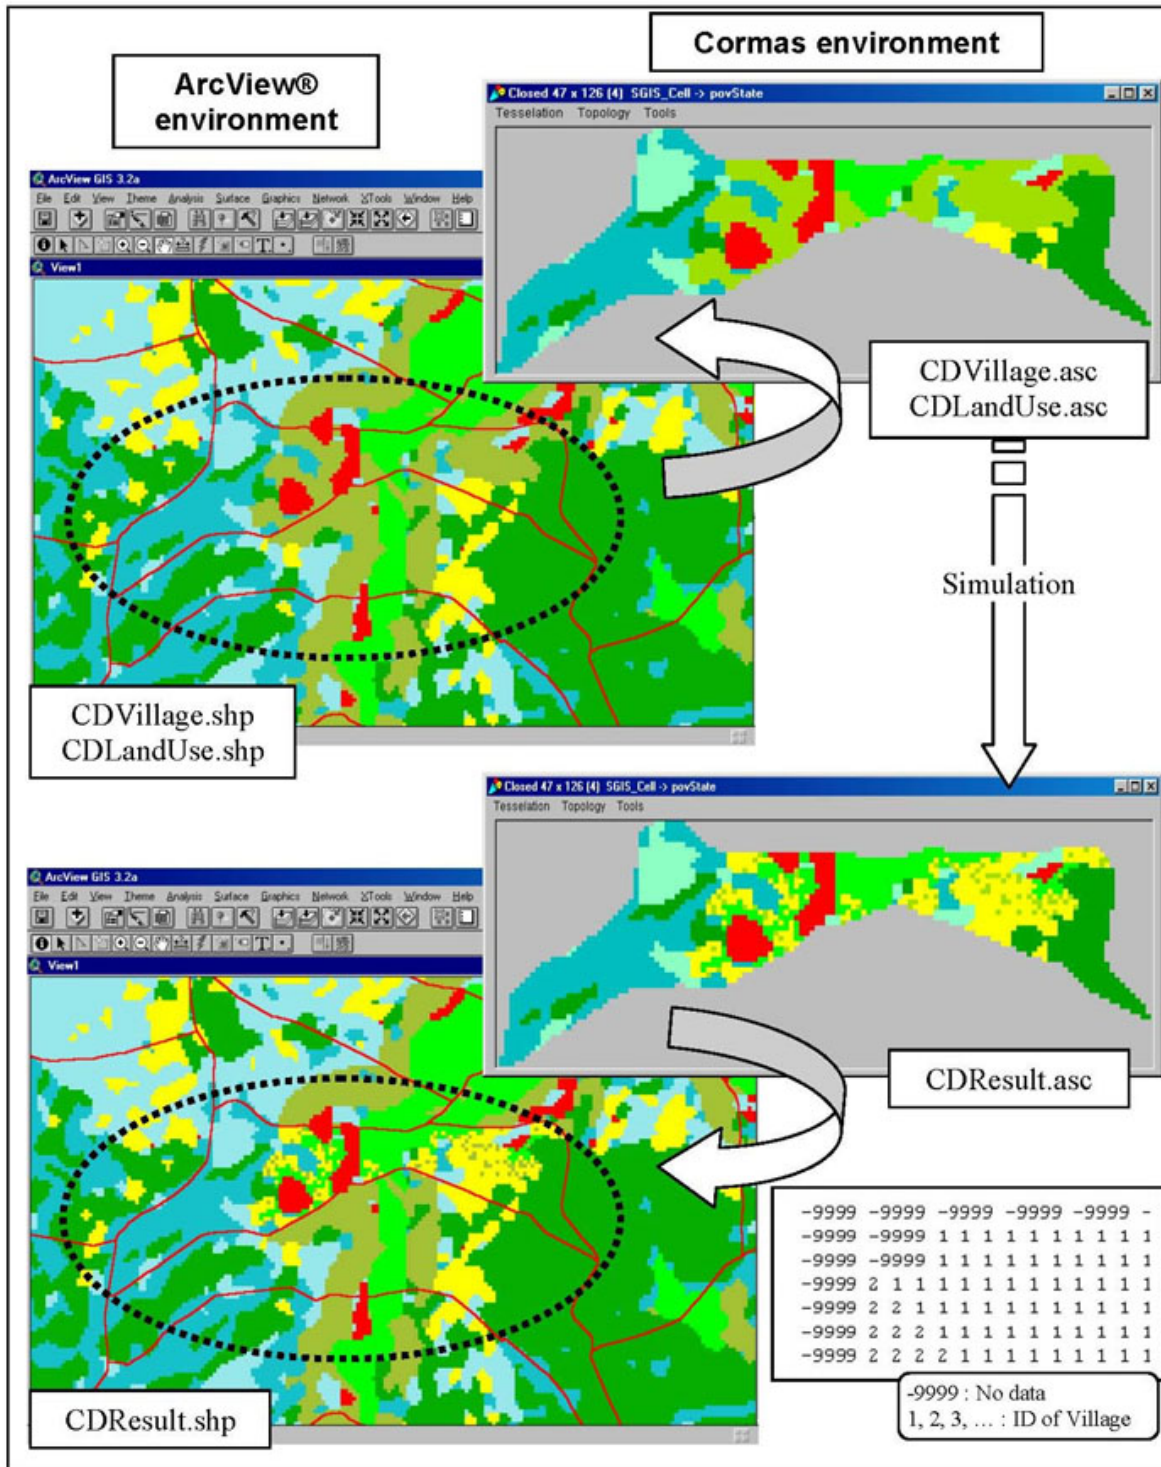 Cormas environment
ArcView®
environment
Closed 47 x 126 (4) SGIS_Cell -> povState
Tesselation Topology Tools
ArcView GIS 3.2a
File Edit View Theme Analysis Surface Graphics Network XTools Window Help
View1
CDVillage.asc
CDLandUse.asc
Simulation
CDVillage.shp
CDLandUse.shp
Closed 47 x 126 (4) SGIS_Cell -> povState
Tesselation Topology Tools
ArcView GIS 3.2a
File Edit View Theme Analysis Surface Graphics Network XTools Window Help
View1
CDResult.asc
-9999 -9999 -9999 -9999 -9999 -
-9999 -9999 1 1 1 1 1 1 1 1 1 1
-9999 -9999 1 1 1 1 1 1 1 1 1 1
-9999 2 1 1 1 1 1 1 1 1 1 1 1 1
-9999 2 2 1 1 1 1 1 1 1 1 1 1 1
-9999 2 2 2 1 1 1 1 1 1 1 1 1 1
-9999 2 2 2 2 1 1 1 1 1 1 1 1 1
-9999 : No data
1, 2, 3, … : ID of Village
CDResult.shp